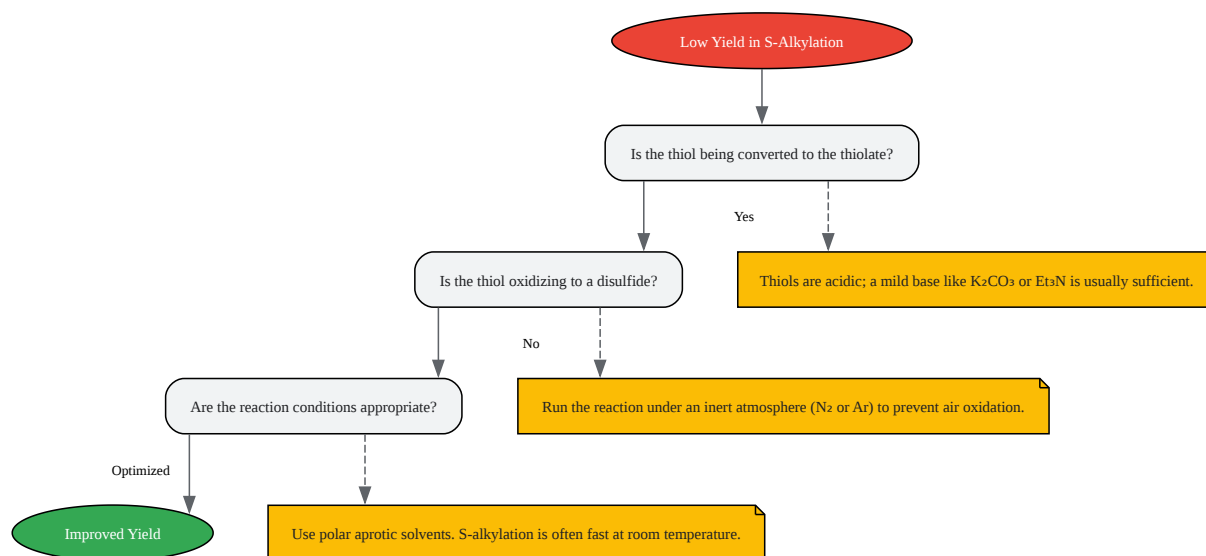 Low Yield in S-Alkylation
Is the thiol being converted to the thiolate?
Yes
Is the thiol oxidizing to a disulfide?
Thiols are acidic; a mild base like K₂CO₃ or Et₃N is usually sufficient.
No
Are the reaction conditions appropriate?
Run the reaction under an inert atmosphere (N₂ or Ar) to prevent air oxidation.
Optimized
Improved Yield
Use polar aprotic solvents. S-alkylation is often fast at room temperature.